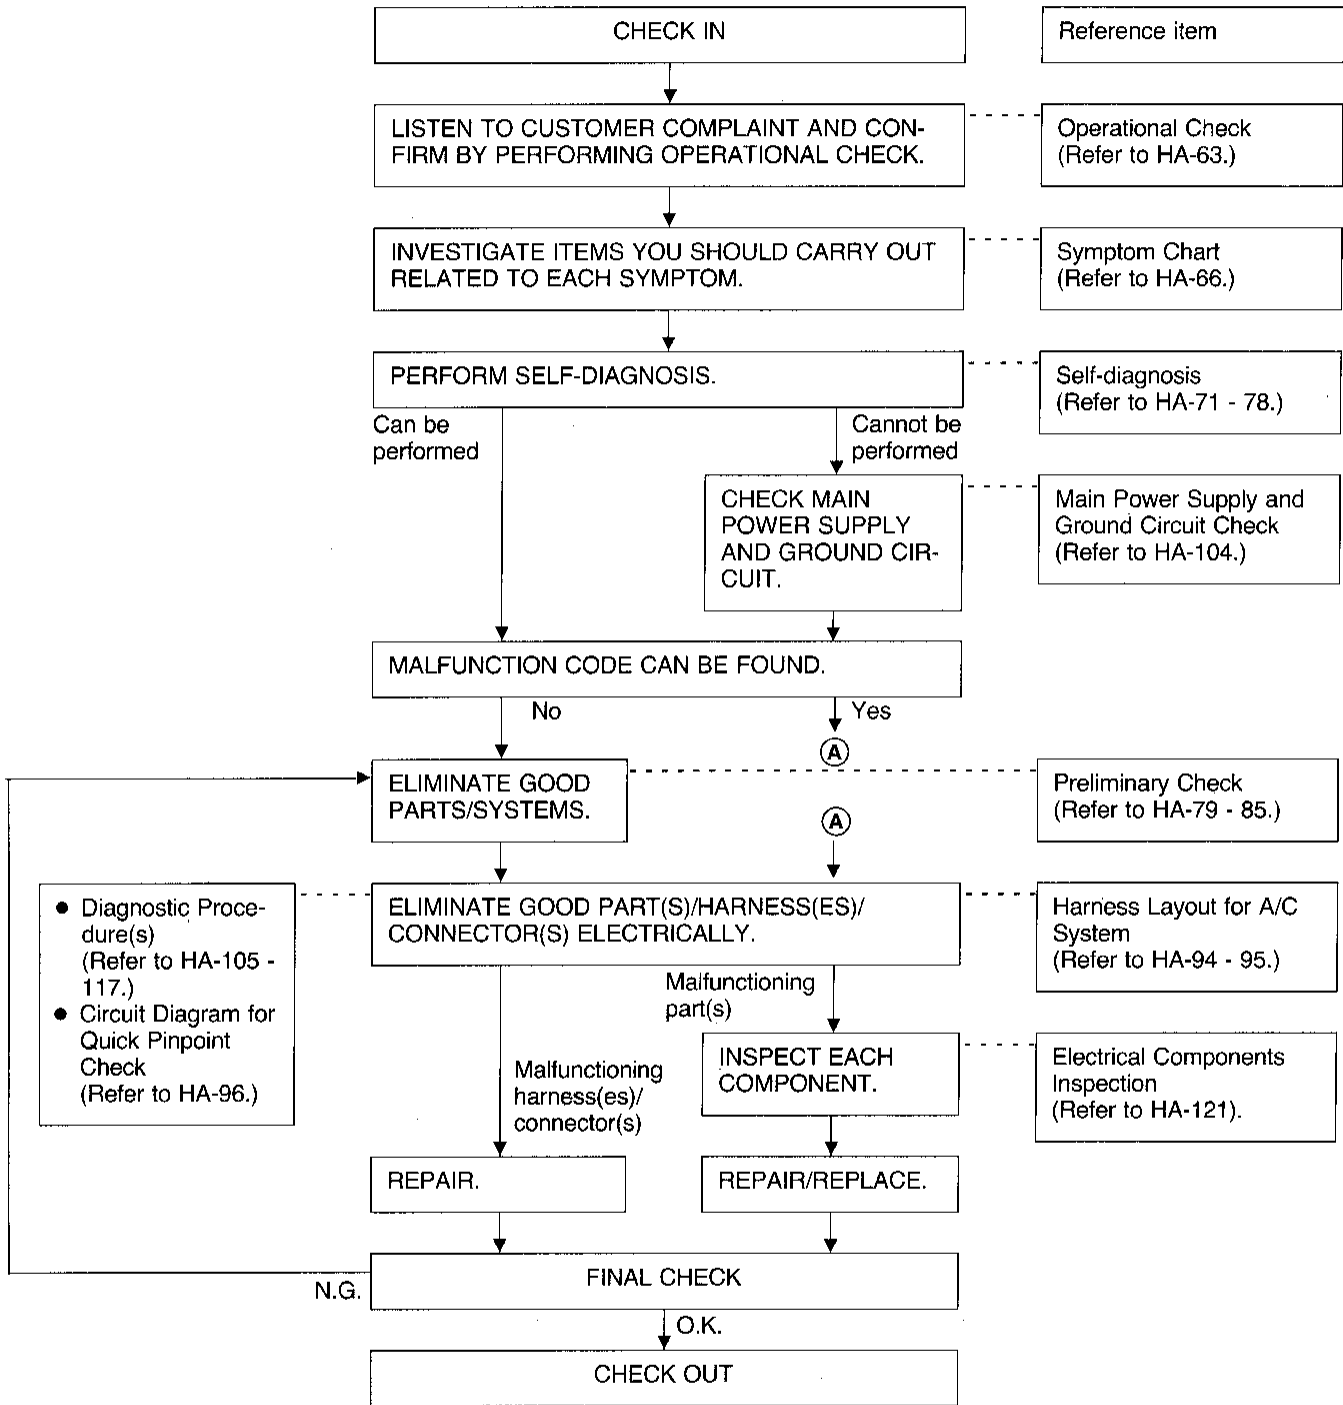 CHECK IN
Reference item
LISTEN TO CUSTOMER COMPLAINT AND CON-
FIRM BY PERFORMING OPERATIONAL CHECK.
Operational Check
(Refer to HA-63.)
INVESTIGATE ITEMS YOU SHOULD CARRY OUT
RELATED TO EACH SYMPTOM.
Symptom Chart
(Refer to HA-66.)
PERFORM SELF-DIAGNOSIS.
Self-diagnosis
(Refer to HA-71 - 78.)
Can be
performed
Cannot be
performed
CHECK MAIN
POWER SUPPLY
AND GROUND CIR-
CUIT.
Main Power Supply and
Ground Circuit Check
(Refer to HA-104.)
MALFUNCTION CODE CAN BE FOUND.
No
Yes
A
ELIMINATE GOOD
PARTS/SYSTEMS.
Preliminary Check
(Refer to HA-79 - 85.)
A
● Diagnostic Proce-
dure(s)
(Refer to HA-105 -
117.)
● Circuit Diagram for
Quick Pinpoint
Check
(Refer to HA-96.)
ELIMINATE GOOD PART(S)/HARNESS(ES)/
CONNECTOR(S) ELECTRICALLY.
Harness Layout for A/C
System
(Refer to HA-94 - 95.)
Malfunctioning
part(s)
Malfunctioning
harness(es)/
connector(s)
INSPECT EACH
COMPONENT.
Electrical Components
Inspection
(Refer to HA-121).
REPAIR.
REPAIR/REPLACE.
FINAL CHECK
N.G.
O.K.
CHECK OUT